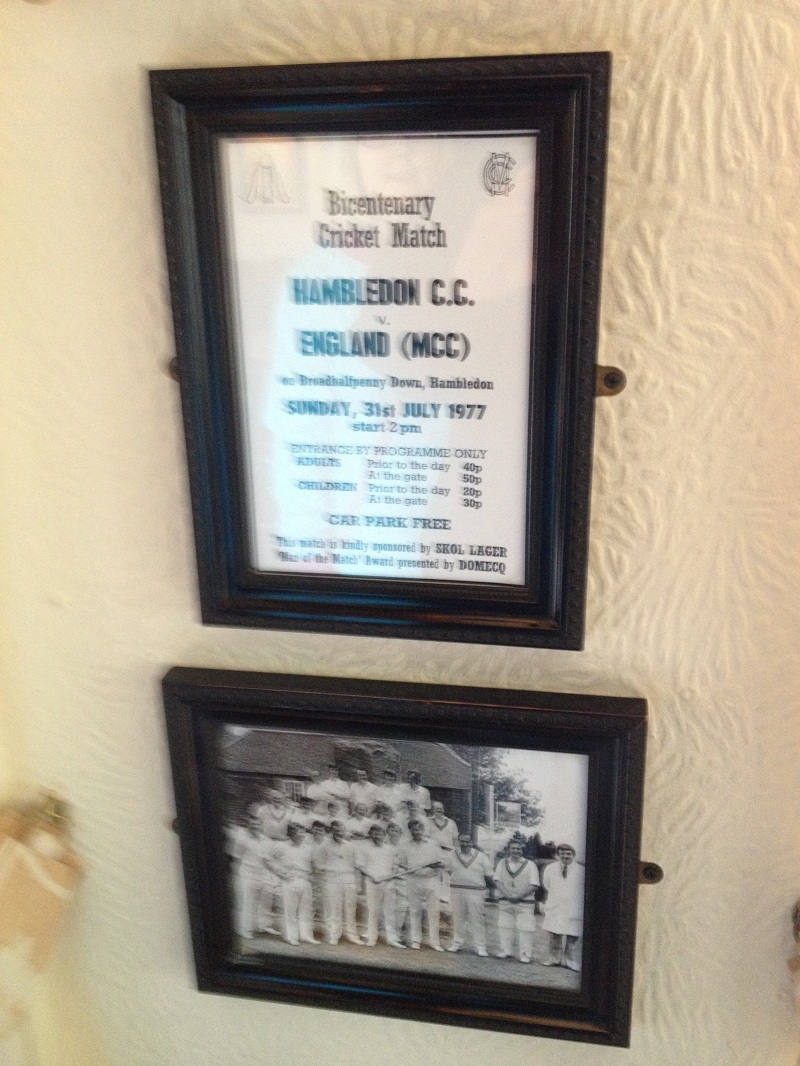 Bicentenary
Cricket Match
HAMBLEDON C.C.
v.
ENGLAND (MCC)
on Broadhalfpenny Down, Hambledon
SUNDAY, 31st JULY 1977
start 2 pm
ENTRANCE BY PROGRAMME ONLY
ADULTS Prior to the day 40p
At the gate 50p
CHILDREN Prior to the day 20p
At the gate 30p
CAR PARK FREE
This match is kindly sponsored by SKOL LAGER
'Man of the Match' Award presented by DOMECQ